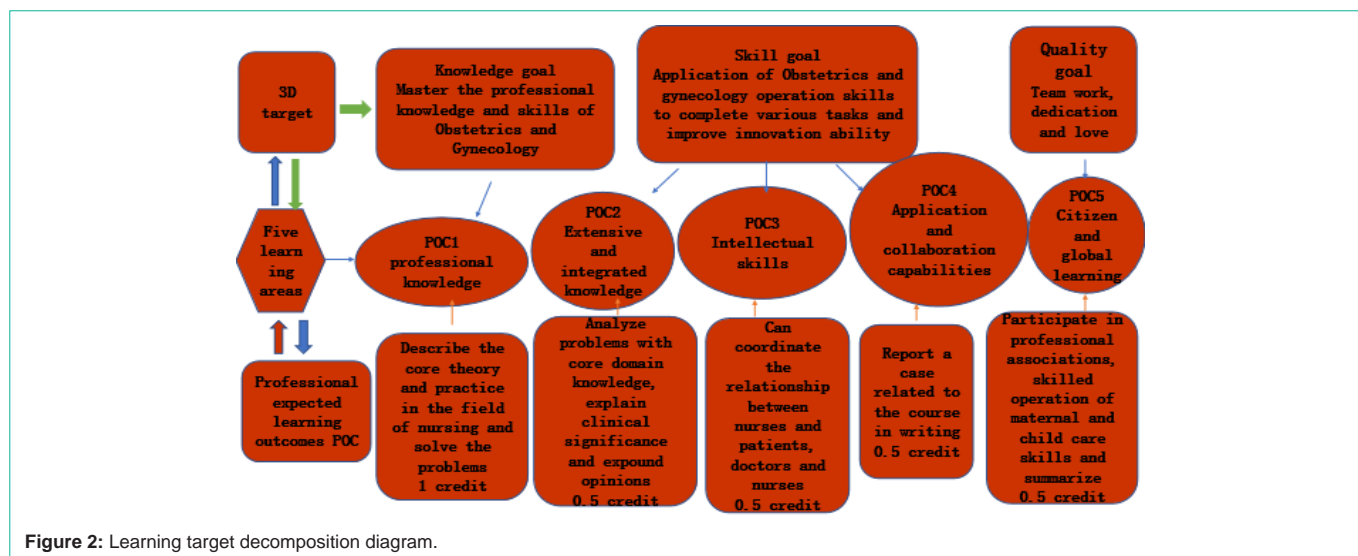 3D
target
Knowledge goal
Master the professional
knowledge and skills of
Obstetrics and
Gynecology
Skill goal
Application of Obstetrics and
gynecology operation skills
to complete various tasks and
improve innovation ability
Quality
goal
Team work,
dedication
and love
Five
learn
ing
areas
POC1
professional
knowledge
POC2
Extensive
and
integrated
knowledge
POC3
Intellectual
skills
POC4
Application
and
collaboration
capabilities
POC5
Citizen
and
global
learning
Professional
expected
learning
outcomes POC
Describe the
core theory
and practice
in the field
of nursing and
solve the
problems
1 credit
Analyze
problems with
core domain
knowledge,
explain
clinical
significance
and expound
opinions
0.5 credit
Can
coordinate
the
relationship
between
nurses and
patients,
doctors and
nurses
0.5 credit
Report a
case
related to
the course
in writing
0.5 credit
Participate in
professional
associations,
skilled
operation of
maternal and
child care
skills and
summarize
0.5 credit
Figure 2: Learning target decomposition diagram.